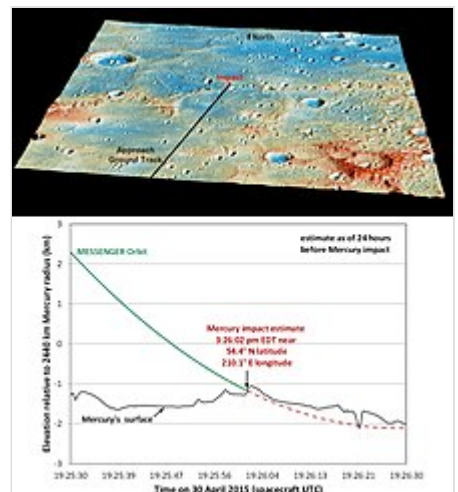 North
Impact
Approach
Ground Track
3
2
1
0
-1
-2
-3
Elevation relative to 2440 km Mercury radius (km)
MESSENGER Orbit
estimate as of 24 hours
before Mercury impact
Mercury impact estimate
3:26:02 pm EDT near
54.4° N latitude
210.1° E longitude
Mercury's surface
19:25:30
19:25:39
19:25:47
19:25:56
19:26:04
19:26:13
19:26:21
19:26:30
Time on 30 April 2015 (spacecraft UTC)